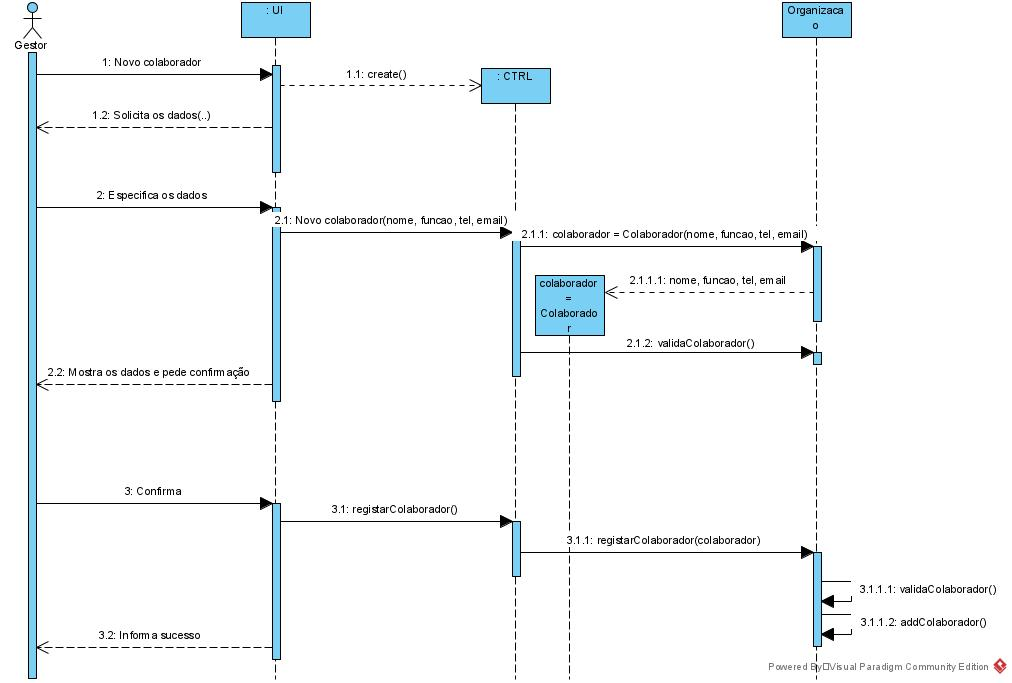 : UI
Organizaca
o
Gestor
1: Novo colaborador
1.1: create()
: CTRL
1.2: Solicita os dados(..)
2: Especifica os dados
2.1: Novo colaborador(nome, funcao, tel, email)
2.1.1: colaborador = Colaborador(nome, funcao, tel, email)
colaborador
=
Colaborado
r
2.1.1.1: nome, funcao, tel, email
2.1.2: validaColaborador()
2.2: Mostra os dados e pede confirmação
3: Confirma
3.1: registarColaborador()
3.1.1: registarColaborador(colaborador)
3.1.1.1: validaColaborador()
3.1.1.2: addColaborador()
3.2: Informa sucesso
Powered By Visual Paradigm Community Edition